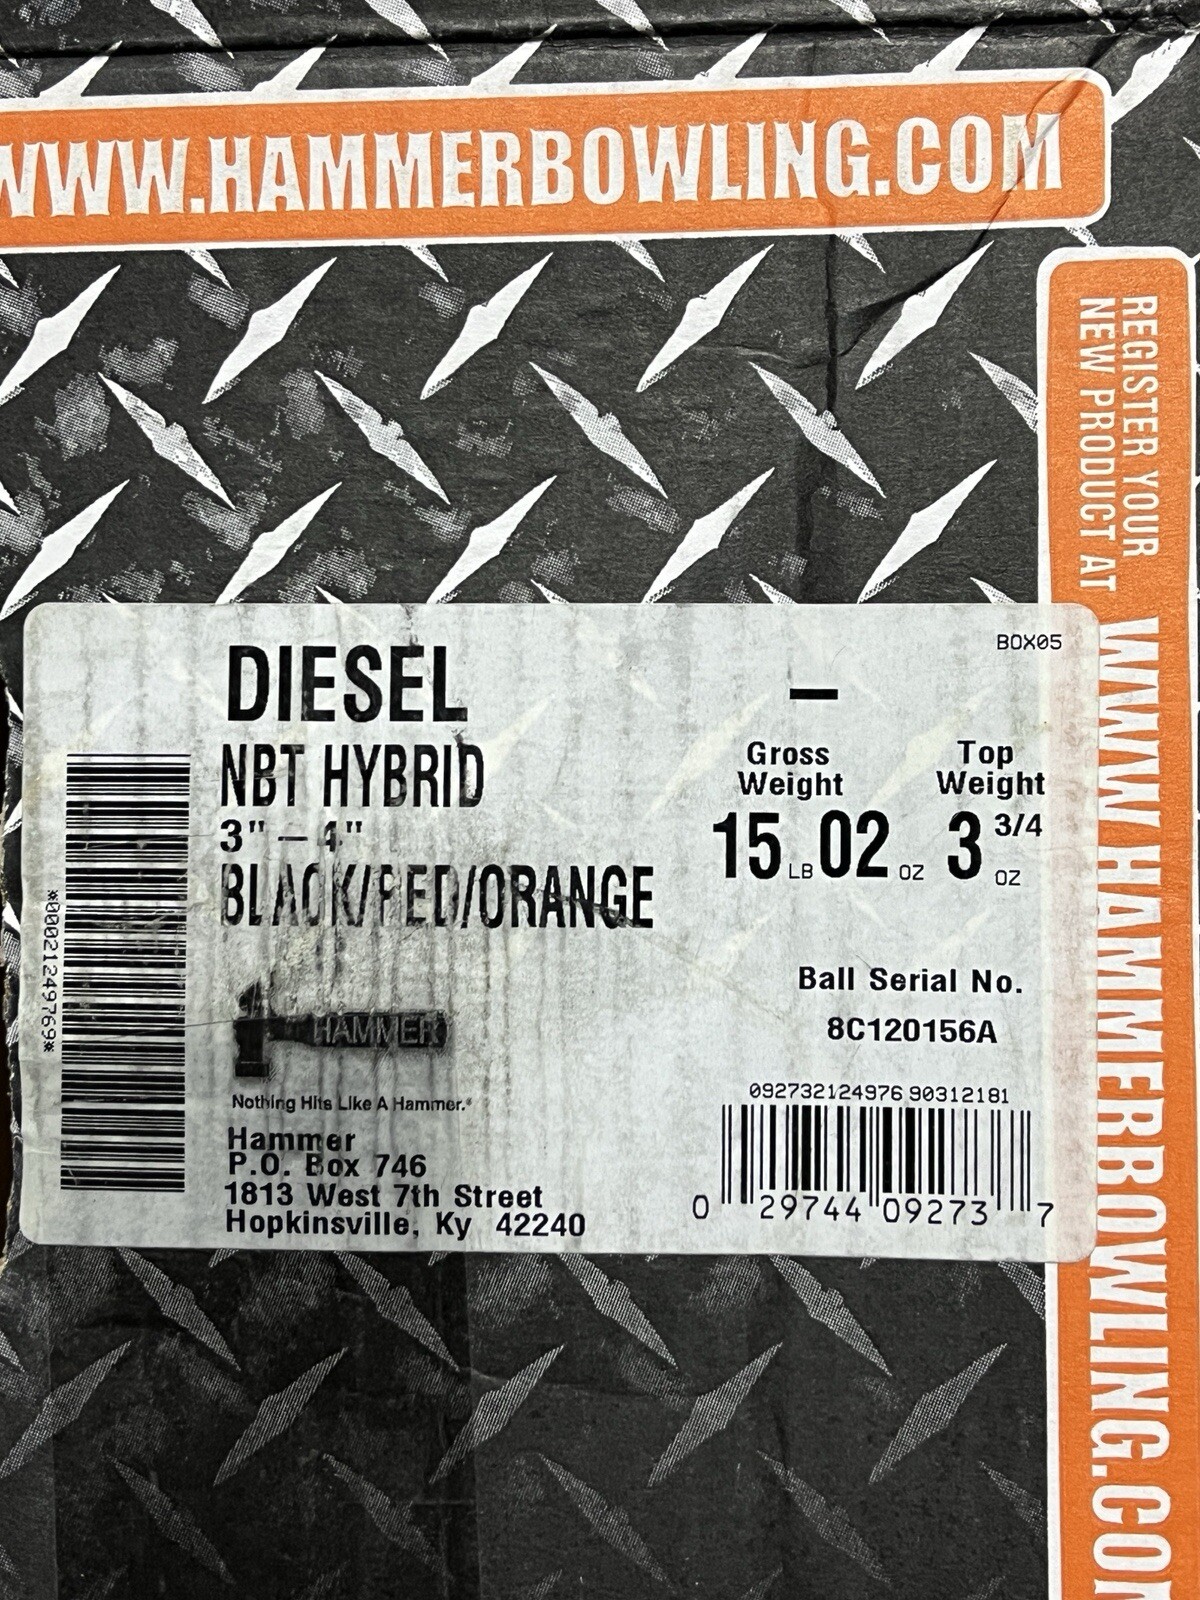 WWW.HAMMERBOWLING.COM
REGISTER YOUR
NEW PRODUCT AT
WWW.HAMMERBOWLING.COM
BOX05
DIESEL
NBT HYBRID
3" – 4"
BLACK/RED/ORANGE
–
Gross
Weight
15 LB 02 OZ
Top
Weight
3 3/4 OZ
*00021249769*
Ball Serial No.
8C120156A
HAMMER
Nothing Hits Like A Hammer.®
Hammer
P.O. Box 746
1813 West 7th Street
Hopkinsville, Ky 42240
092732124976 90312181
0 29744 09273 7